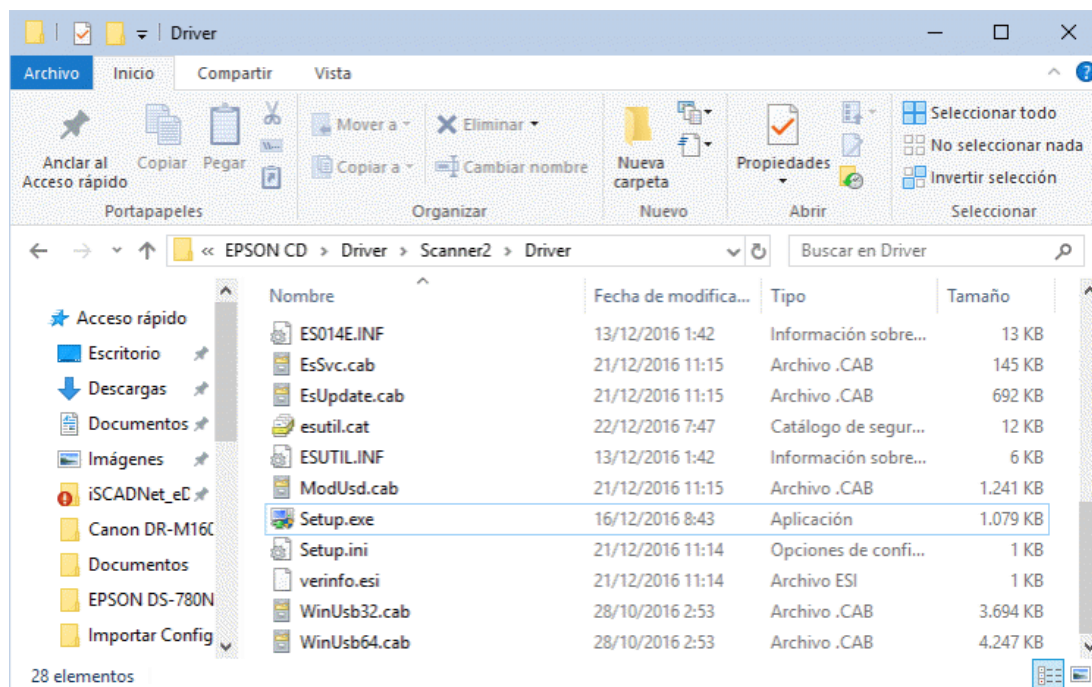 Driver
Archivo Inicio Compartir Vista
Anclar al Acceso rápido Copiar Pegar
Mover a
Copiar a
Eliminar
Cambiar nombre
Nueva carpeta
Propiedades
Seleccionar todo
No seleccionar nada
Invertir selección
Portapapeles Organizar Nuevo Abrir Seleccionar
« EPSON CD > Driver > Scanner2 > Driver
Buscar en Driver
Nombre Fecha de modifica... Tipo Tamaño
Acceso rápido
Escritorio
Descargas
Documentos
Imágenes
iSCADNet_eD
Canon DR-M160
Documentos
EPSON DS-780N
Importar Config
ES014E.INF 13/12/2016 1:42 Información sobre... 13 KB
EsSvc.cab 21/12/2016 11:15 Archivo .CAB 145 KB
EsUpdate.cab 21/12/2016 11:15 Archivo .CAB 692 KB
esutil.cat 22/12/2016 7:47 Catálogo de segur... 12 KB
ESUTIL.INF 13/12/2016 1:42 Información sobre... 6 KB
ModUsd.cab 21/12/2016 11:15 Archivo .CAB 1.241 KB
Setup.exe 16/12/2016 8:43 Aplicación 1.079 KB
Setup.ini 21/12/2016 11:14 Opciones de confi... 1 KB
verinfo.esi 21/12/2016 11:14 Archivo ESI 1 KB
WinUsb32.cab 28/10/2016 2:53 Archivo .CAB 3.694 KB
WinUsb64.cab 28/10/2016 2:53 Archivo .CAB 4.247 KB
28 elementos